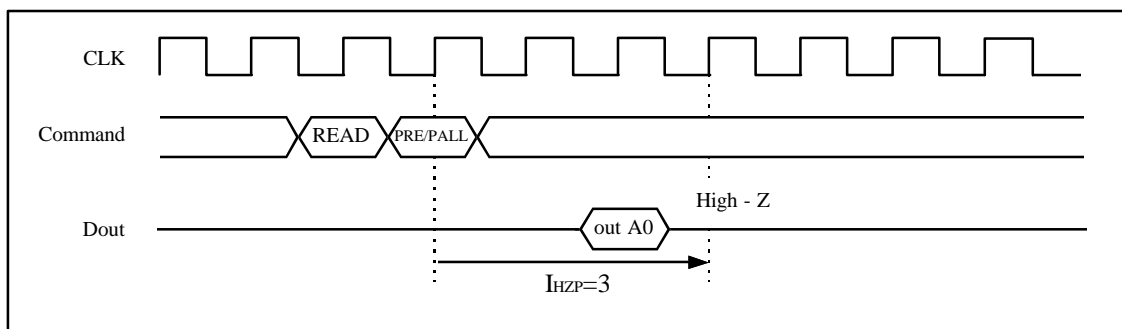 CLK
Command READ PRE/PALL
High - Z
Dout out A0
IHZP=3